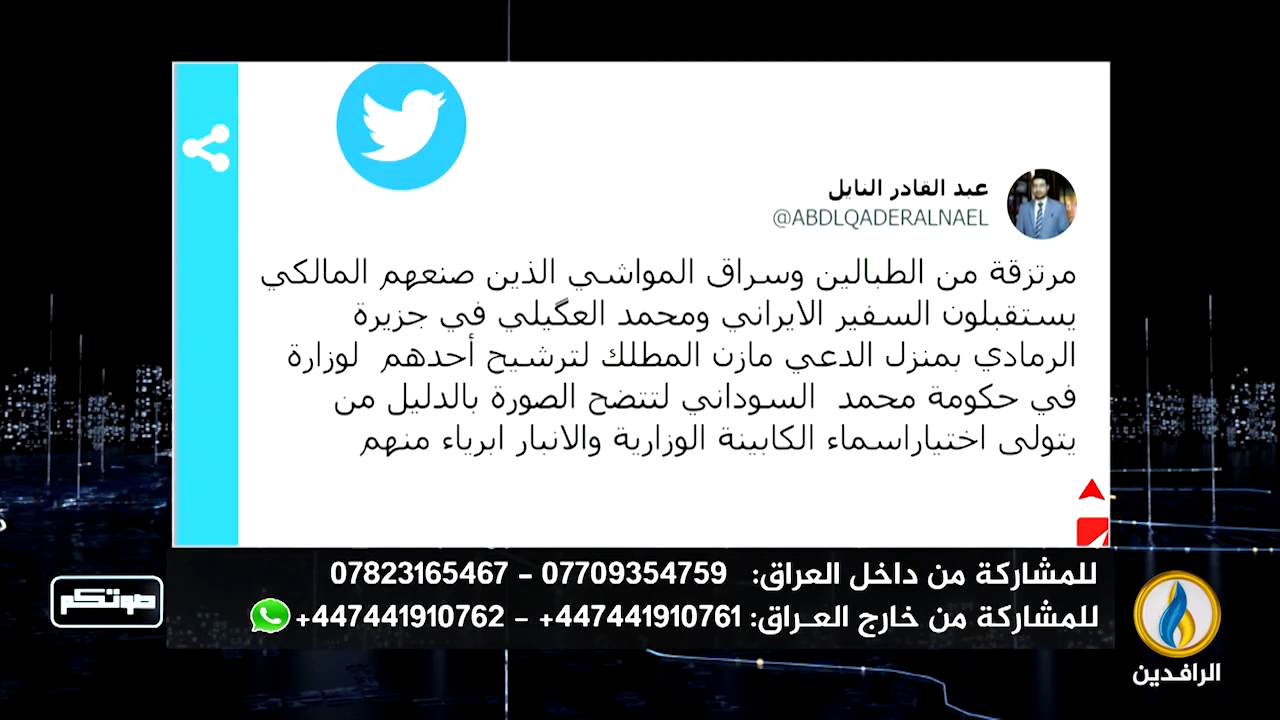 عبد القادر النايل
@ABDLQADERALNAEL
مرتزقة من الطبالين وسراق المواشي الذين صنعهم المالكي
يستقبلون السفير الايراني ومحمد العگيلي في جزيرة
الرمادي بمنزل الدعي مازن المطلك لترشيح أحدهم لوزارة
في حكومة محمد السوداني لتتضح الصورة بالدليل من
يتولى اختياراسماء الكابينة الوزارية والانبار ابرياء منهم
للمشاركة من داخل العراق: 07709354759 - 07823165467
للمشاركة من خارج العراق: 447441910761+ - 447441910762+
صوتكم
الرافدين